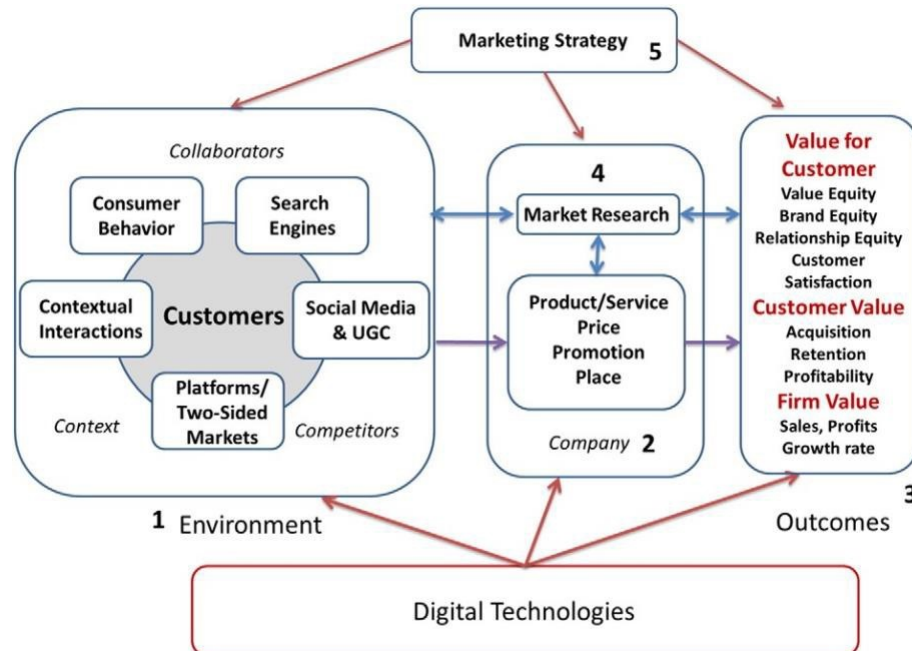 Marketing Strategy
5
Collaborators
Consumer
Behavior
Search
Engines
Contextual
Interactions
Customers
Social Media
& UGC
Platforms/
Two-Sided
Markets
Context
Competitors
1 Environment
4
Market Research
Product/Service
Price
Promotion
Place
Company 2
Value for
Customer
Value Equity
Brand Equity
Relationship Equity
Customer
Satisfaction
Customer Value
Acquisition
Retention
Profitability
Firm Value
Sales, Profits
Growth rate
3
Outcomes
Digital Technologies